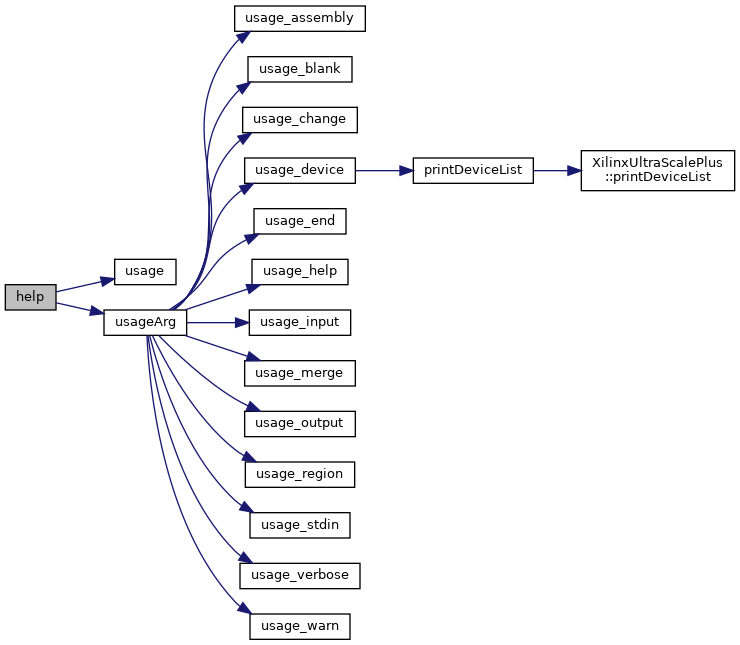 help
usage
usageArg
usage_assembly
usage_blank
usage_change
usage_device
usage_end
usage_help
usage_input
usage_merge
usage_output
usage_region
usage_stdin
usage_verbose
usage_warn
printDeviceList
XilinxUltraScalePlus
::printDeviceList